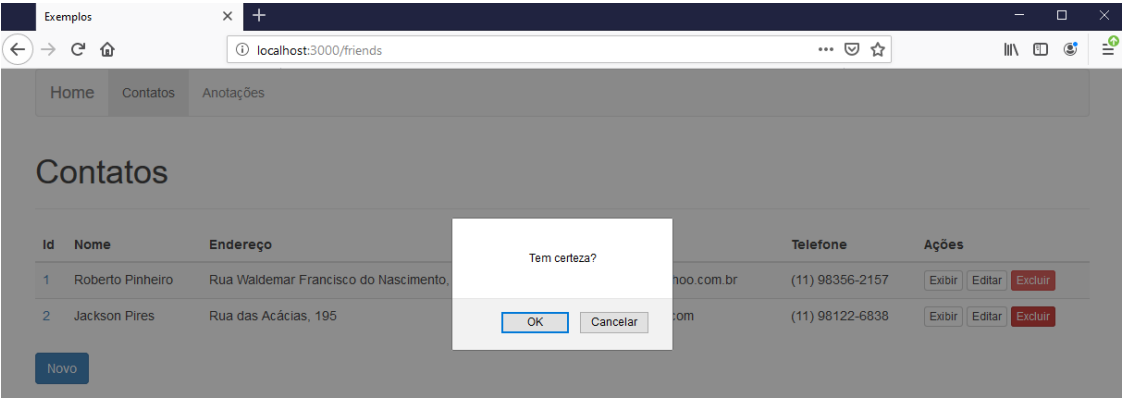 Exemplos
localhost:3000/friends
Home Contatos Anotações
Contatos
Id Nome Endereço Telefone Ações
1 Roberto Pinheiro Rua Waldemar Francisco do Nascimento, hoo.com.br (11) 98356-2157 Exibir Editar Excluir
2 Jackson Pires Rua das Acácias, 195 com (11) 98122-6838 Exibir Editar Excluir
Tem certeza?
OK Cancelar
Novo